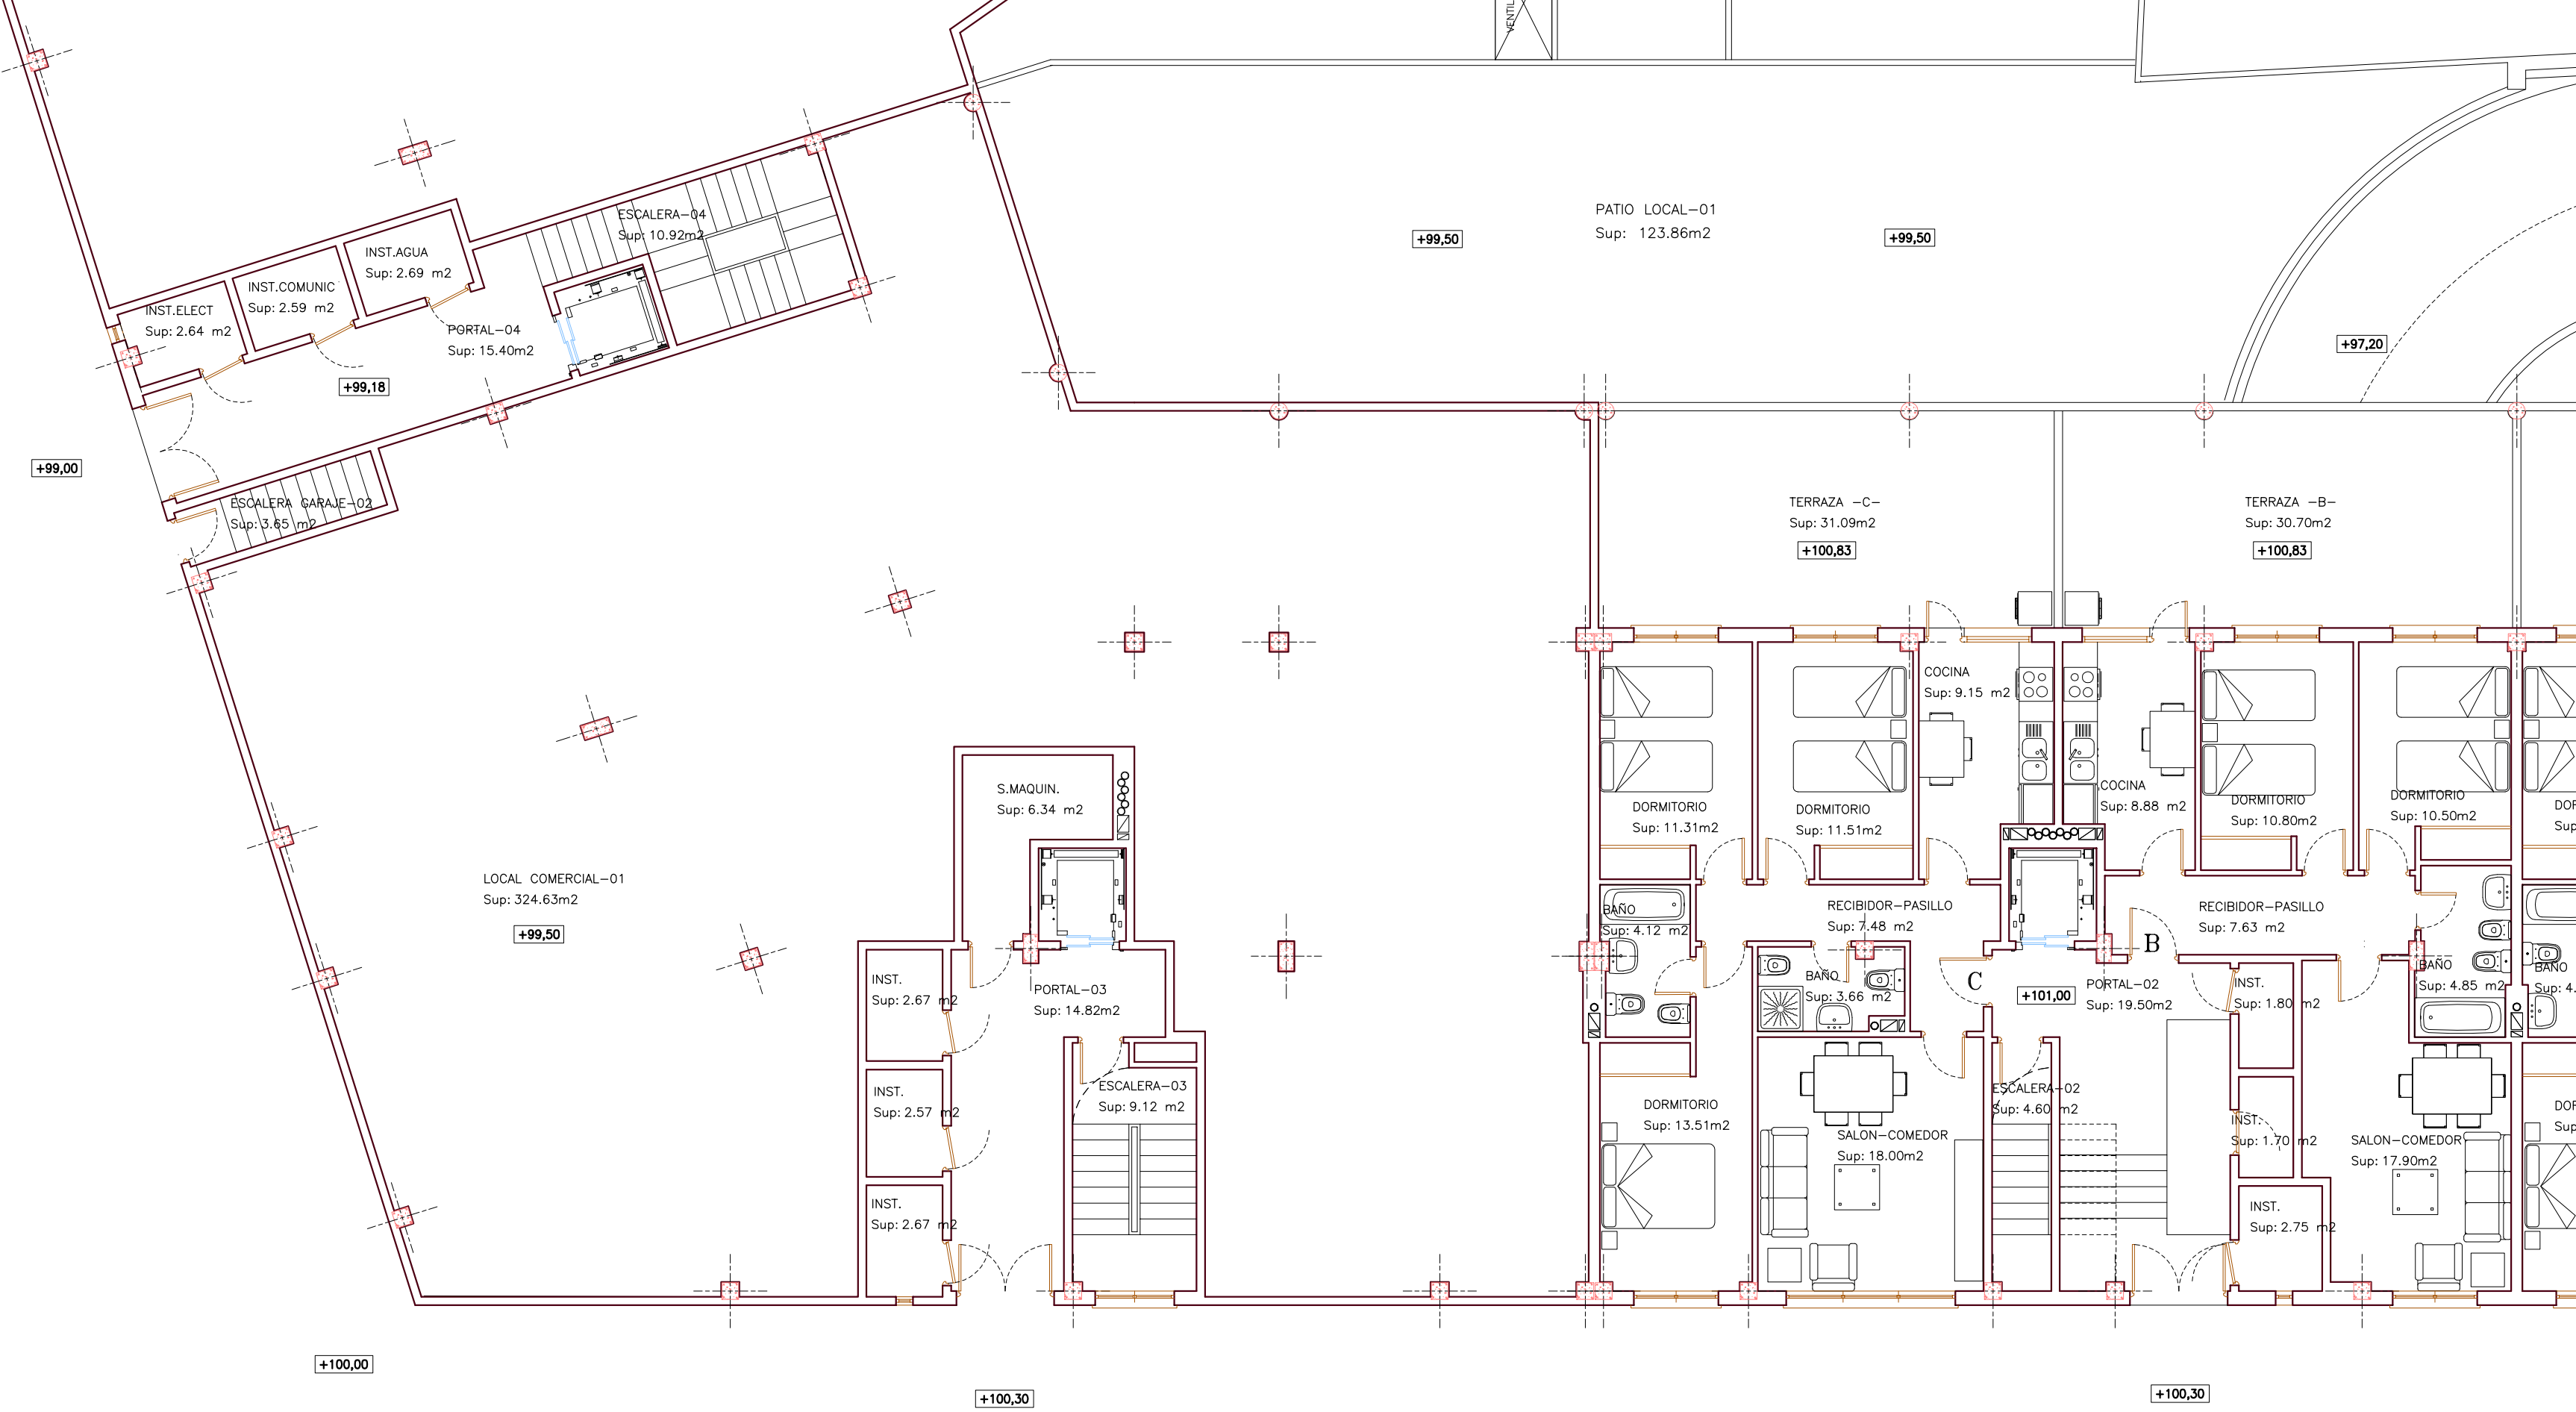 VENTIL
ESCALERA-04
Sup: 10.92m2
INST.AGUA
Sup: 2.69 m2
INST.COMUNIC
Sup: 2.59 m2
INST.ELECT
Sup: 2.64 m2
PORTAL-04
Sup: 15.40m2
+99,18
+99,00
ESCALERA GARAJE-02
Sup: 3.65 m2
PATIO LOCAL-01
Sup: 123.86m2
+99,50
+99,50
+97,20
TERRAZA -C-
Sup: 31.09m2
+100,83
TERRAZA -B-
Sup: 30.70m2
+100,83
LOCAL COMERCIAL-01
Sup: 324.63m2
+99,50
S.MAQUIN.
Sup: 6.34 m2
INST.
Sup: 2.67 m2
PORTAL-03
Sup: 14.82m2
INST.
Sup: 2.57 m2
ESCALERA-03
Sup: 9.12 m2
INST.
Sup: 2.67 m2
COCINA
Sup: 9.15 m2
DORMITORIO
Sup: 11.31m2
DORMITORIO
Sup: 11.51m2
COCINA
Sup: 8.88 m2
DORMITORIO
Sup: 10.80m2
DORMITORIO
Sup: 10.50m2
DOR
Sup
BAÑO
Sup: 4.12 m2
RECIBIDOR-PASILLO
Sup: 7.48 m2
RECIBIDOR-PASILLO
Sup: 7.63 m2
B
C
BAÑO
Sup: 3.66 m2
+101,00
PORTAL-02
Sup: 19.50m2
INST.
Sup: 1.80 m2
BAÑO
Sup: 4.85 m2
BAÑO
Sup: 4.
DORMITORIO
Sup: 13.51m2
SALON-COMEDOR
Sup: 18.00m2
ESCALERA-02
Sup: 4.60 m2
INST.
Sup: 1.70 m2
SALON-COMEDOR
Sup: 17.90m2
DOR
Sup
INST.
Sup: 2.75 m2
+100,00
+100,30
+100,30